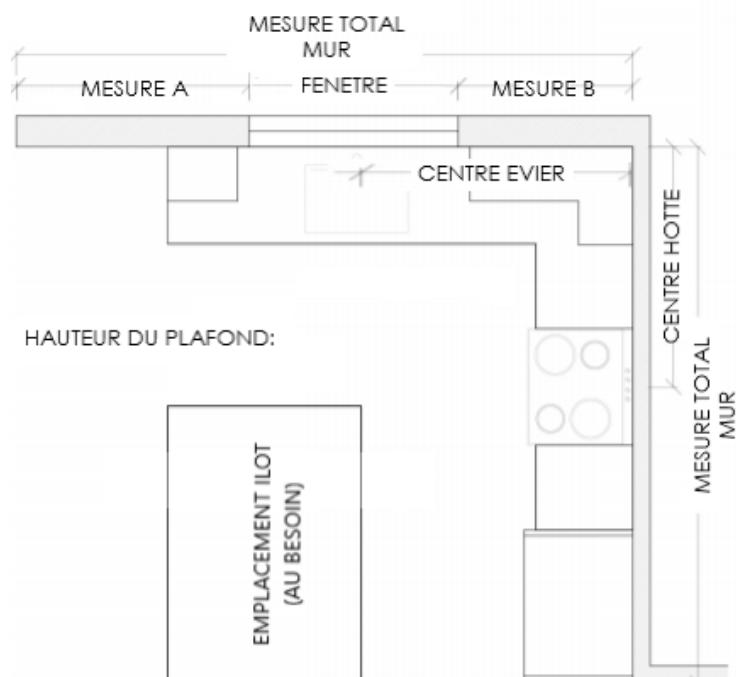 MESURE TOTAL
MUR
MESURE A
FENETRE
MESURE B
CENTRE EVIER
CENTRE HOTTE
HAUTEUR DU PLAFOND:
MESURE TOTAL
MUR
EMPLACEMENT ILOT
(AU BESOIN)